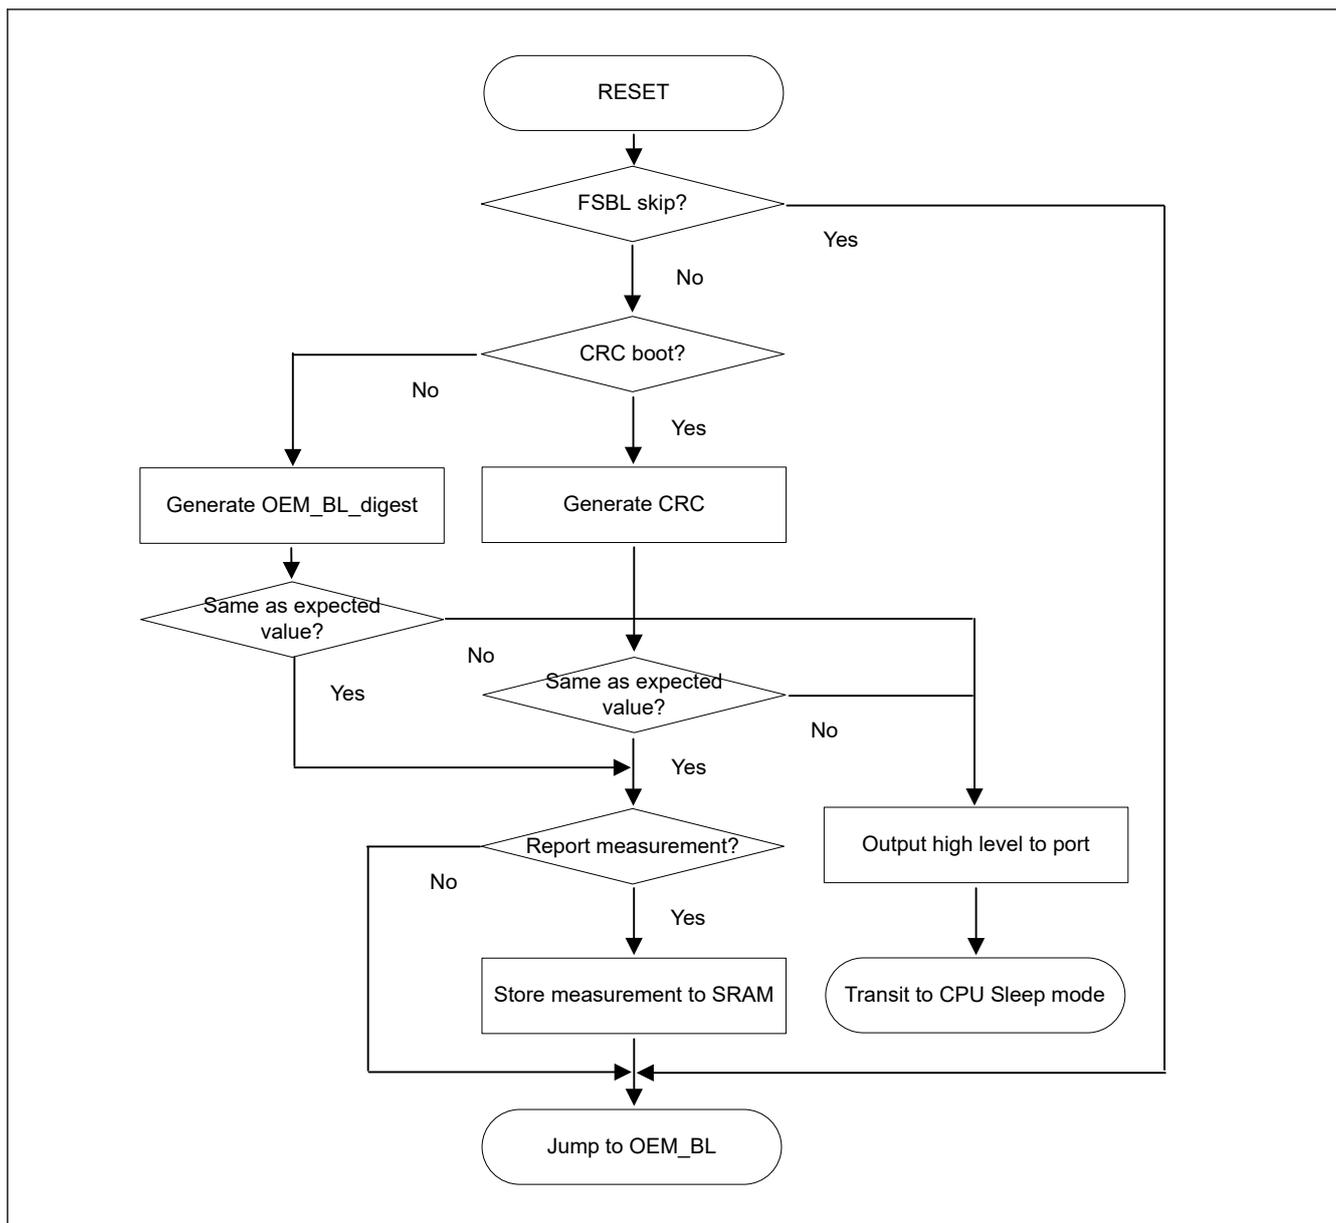 RESET
FSBL skip?
Yes
No
CRC boot?
No
Yes
Generate OEM_BL_digest
Generate CRC
Same as expected
value?
No
Yes
Same as expected
value?
No
Yes
Report measurement?
Output high level to port
No
Yes
Store measurement to SRAM
Transit to CPU Sleep mode
Jump to OEM_BL